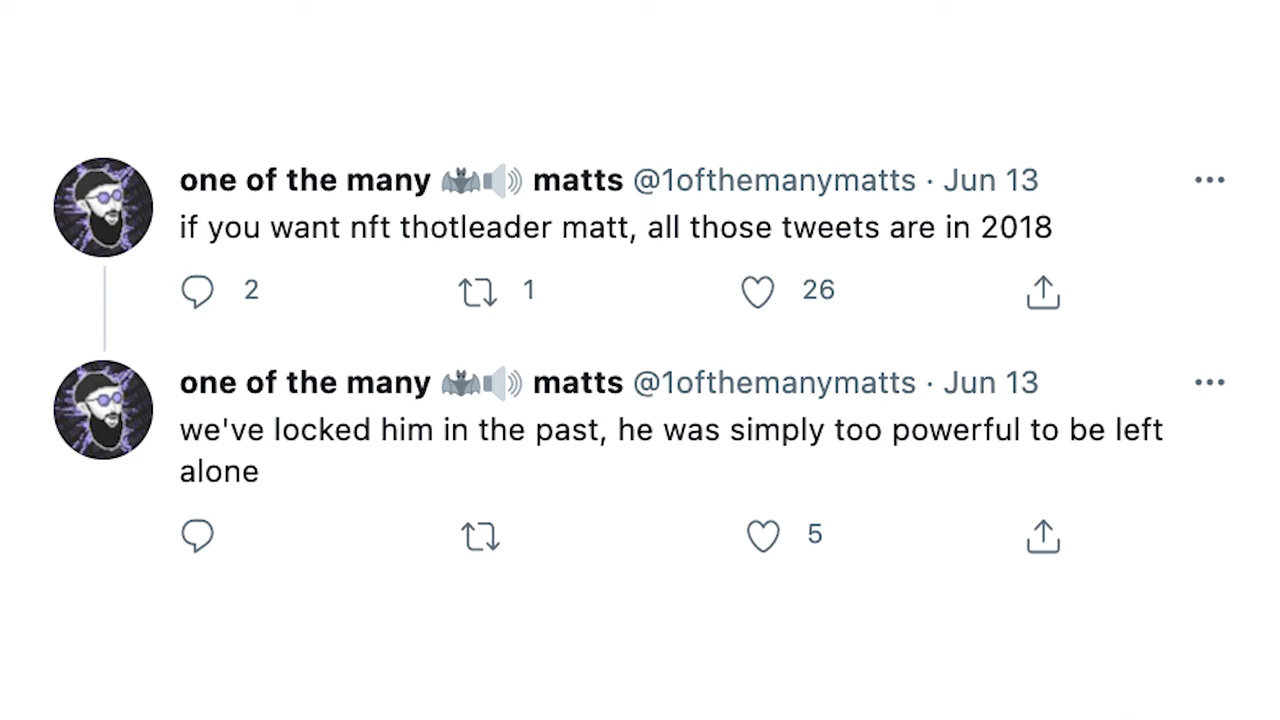 one of the many 🦇🔊 matts @1ofthemanymatts · Jun 13
if you want nft thotleader matt, all those tweets are in 2018
2 1 26
one of the many 🦇🔊 matts @1ofthemanymatts · Jun 13
we've locked him in the past, he was simply too powerful to be left
alone
5